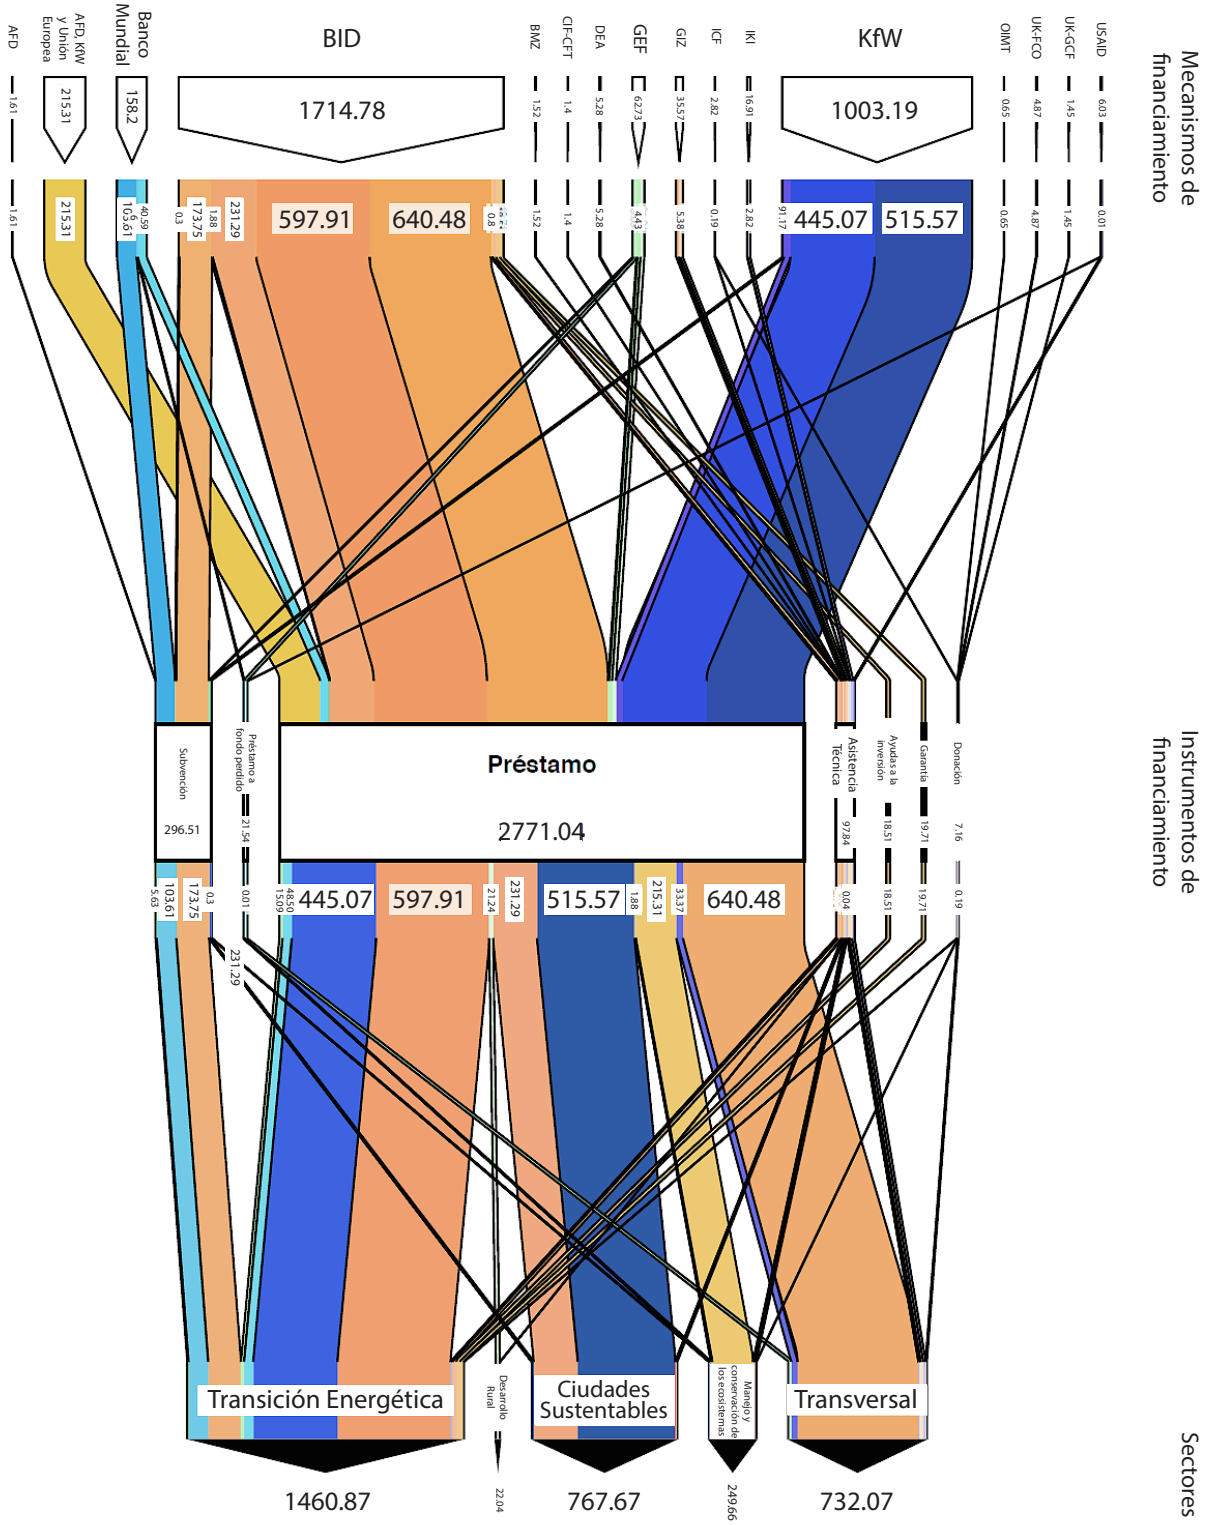 Mecanismos de
financiamiento
AFD
AFD, KfW
y Unión
Europea
Banco
Mundial
BID
BMZ
CIF-CFT
DEA
GEF
GIZ
ICF
IKI
KfW
OIMT
UK-FCO
UK-GCF
USAID
1.61
215.31
158.2
1714.78
1.52
1.4
5.28
62.73
35.57
2.82
16.91
1003.19
0.65
4.87
1.45
6.03
1.61
215.31
103.61
40.59
0.3
173.75
1.88
231.29
597.91
640.48
0.8
1.52
1.4
5.28
4.43
5.38
0.19
2.82
91.17
445.07
515.57
0.65
4.87
1.45
0.01
Instrumentos de
financiamiento
Subvención
296.51
Préstamo a
fondo perdido
21.54
Préstamo
2771.04
Asistencia
Técnica
97.84
Ayudas a la
inversión
18.51
Garantía
19.71
Donación
7.16
5.63
103.61
173.75
0.3
231.29
0.01
15.09
48.50
445.07
597.91
21.24
231.29
515.57
1.88
215.31
33.37
640.48
0.04
18.51
19.71
0.19
Sectores
Transición Energética
1460.87
Desarrollo
Rural
22.04
Ciudades
Sustentables
767.67
Manejo y
conservación de
los ecosistemas
249.66
Transversal
732.07